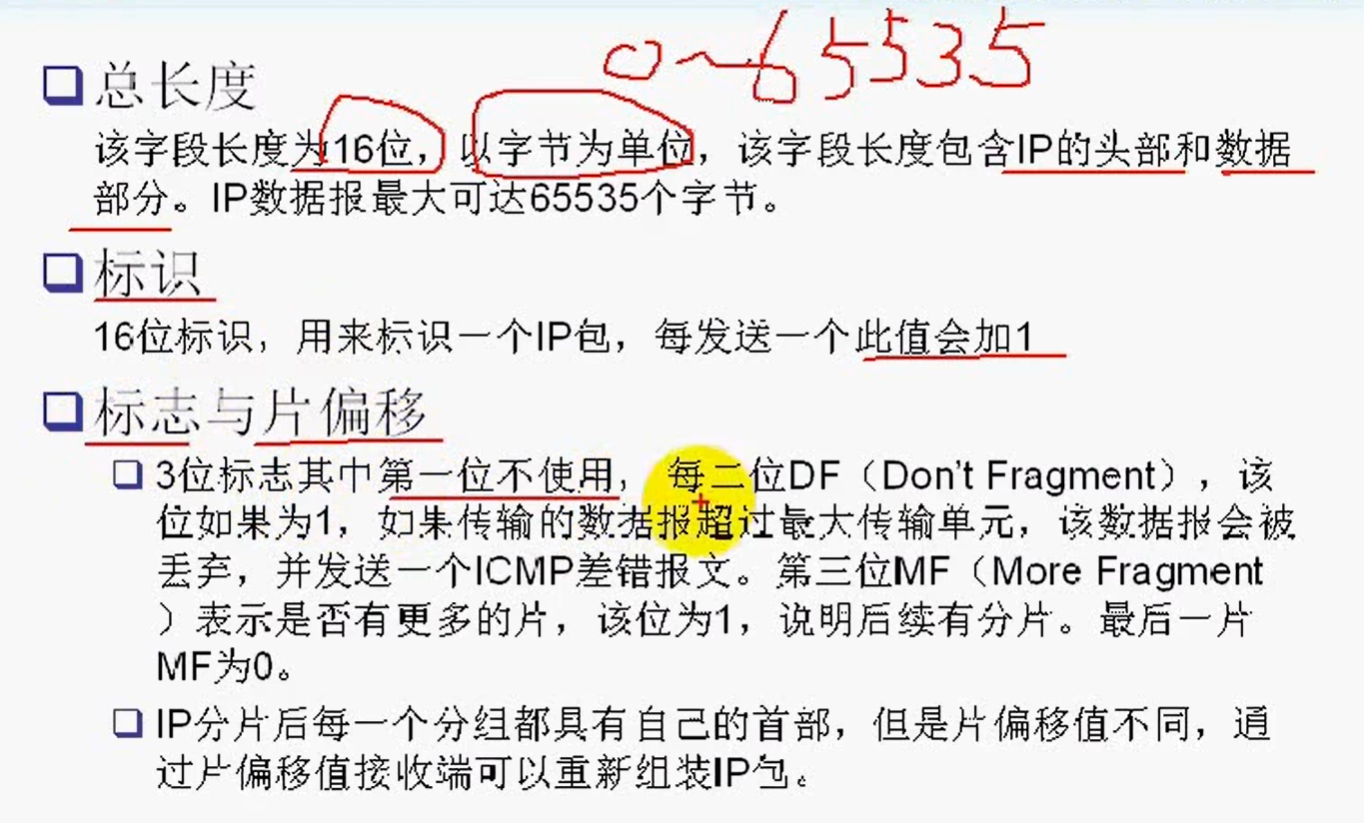 0~65535
总长度
该字段长度为16位，以字节为单位，该字段长度包含IP的头部和数据
部分。IP数据报最大可达65535个字节。
标识
16位标识，用来标识一个IP包，每发送一个此值会加1
标志与片偏移
3位标志其中第一位不使用， 每二位DF（Don't Fragment），该
位如果为1，如果传输的数据报超过最大传输单元，该数据报会被
丢弃，并发送一个ICMP差错报文。第三位MF（More Fragment
）表示是否有更多的片，该位为1，说明后续有分片。最后一片
MF为0。
IP分片后每一个分组都具有自己的首部，但是片偏移值不同，通
过片偏移值接收端可以重新组装IP包。